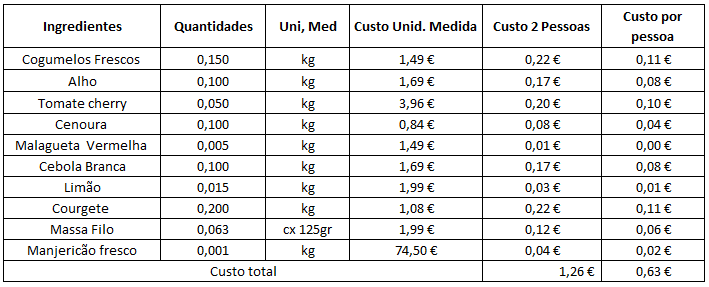 Ingredientes Quantidades Uni, Med Custo Unid. Medida Custo 2 Pessoas Custo por pessoa
Cogumelos Frescos 0,150 kg 1,49 € 0,22 € 0,11 €
Alho 0,100 kg 1,69 € 0,17 € 0,08 €
Tomate cherry 0,050 kg 3,96 € 0,20 € 0,10 €
Cenoura 0,100 kg 0,84 € 0,08 € 0,04 €
Malagueta Vermelha 0,005 kg 1,49 € 0,01 € 0,00 €
Cebola Branca 0,100 kg 1,69 € 0,17 € 0,08 €
Limão 0,015 kg 1,99 € 0,03 € 0,01 €
Courgete 0,200 kg 1,08 € 0,22 € 0,11 €
Massa Filo 0,063 cx 125gr 1,99 € 0,12 € 0,06 €
Manjericão fresco 0,001 kg 74,50 € 0,04 € 0,02 €
Custo total 1,26 € 0,63 €